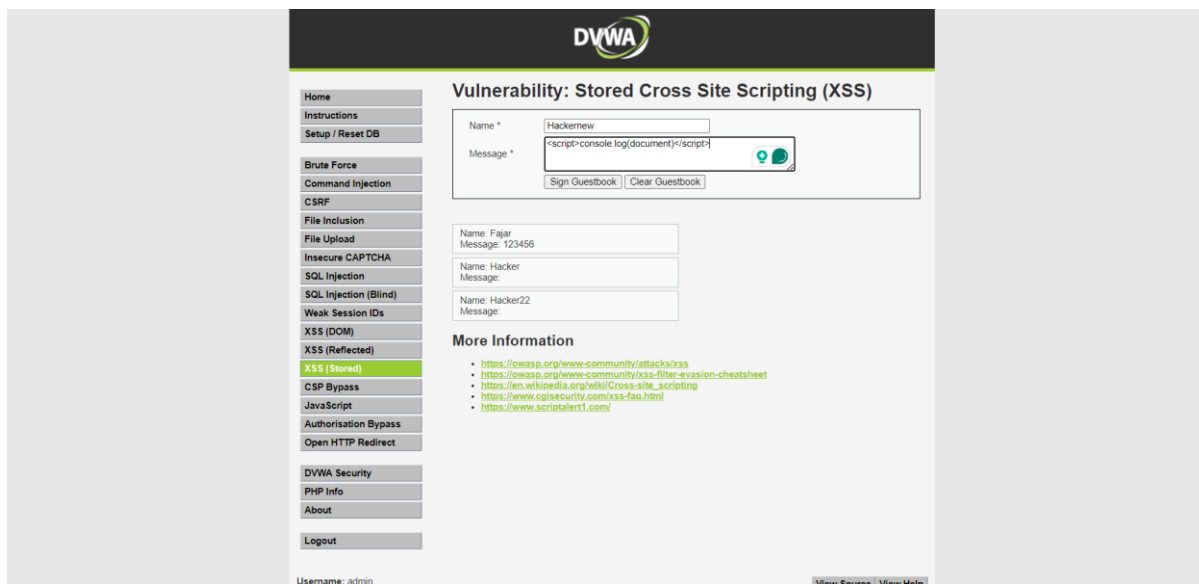 DVWA
Vulnerability: Stored Cross Site Scripting (XSS)
Home
Instructions
Setup / Reset DB
Brute Force
Command Injection
CSRF
File Inclusion
File Upload
Insecure CAPTCHA
SQL Injection
SQL Injection (Blind)
Weak Session IDs
XSS (DOM)
XSS (Reflected)
XSS (Stored)
CSP Bypass
JavaScript
Authorisation Bypass
Open HTTP Redirect
DVWA Security
PHP Info
About
Logout
Name * Hackernew
Message * <script>console.log(document)</script>
Sign Guestbook Clear Guestbook
Name: Fajar
Message: 123456
Name: Hacker
Message:
Name: Hacker22
Message:
More Information
https://owasp.org/www-community/attacks/xss
https://owasp.org/www-community/xss-filter-evasion-cheatsheet
https://en.wikipedia.org/wiki/Cross-site_scripting
https://www.cgisecurity.com/xss-faq.html
https://www.scriptalert1.com/
Username: admin
View Source View Help